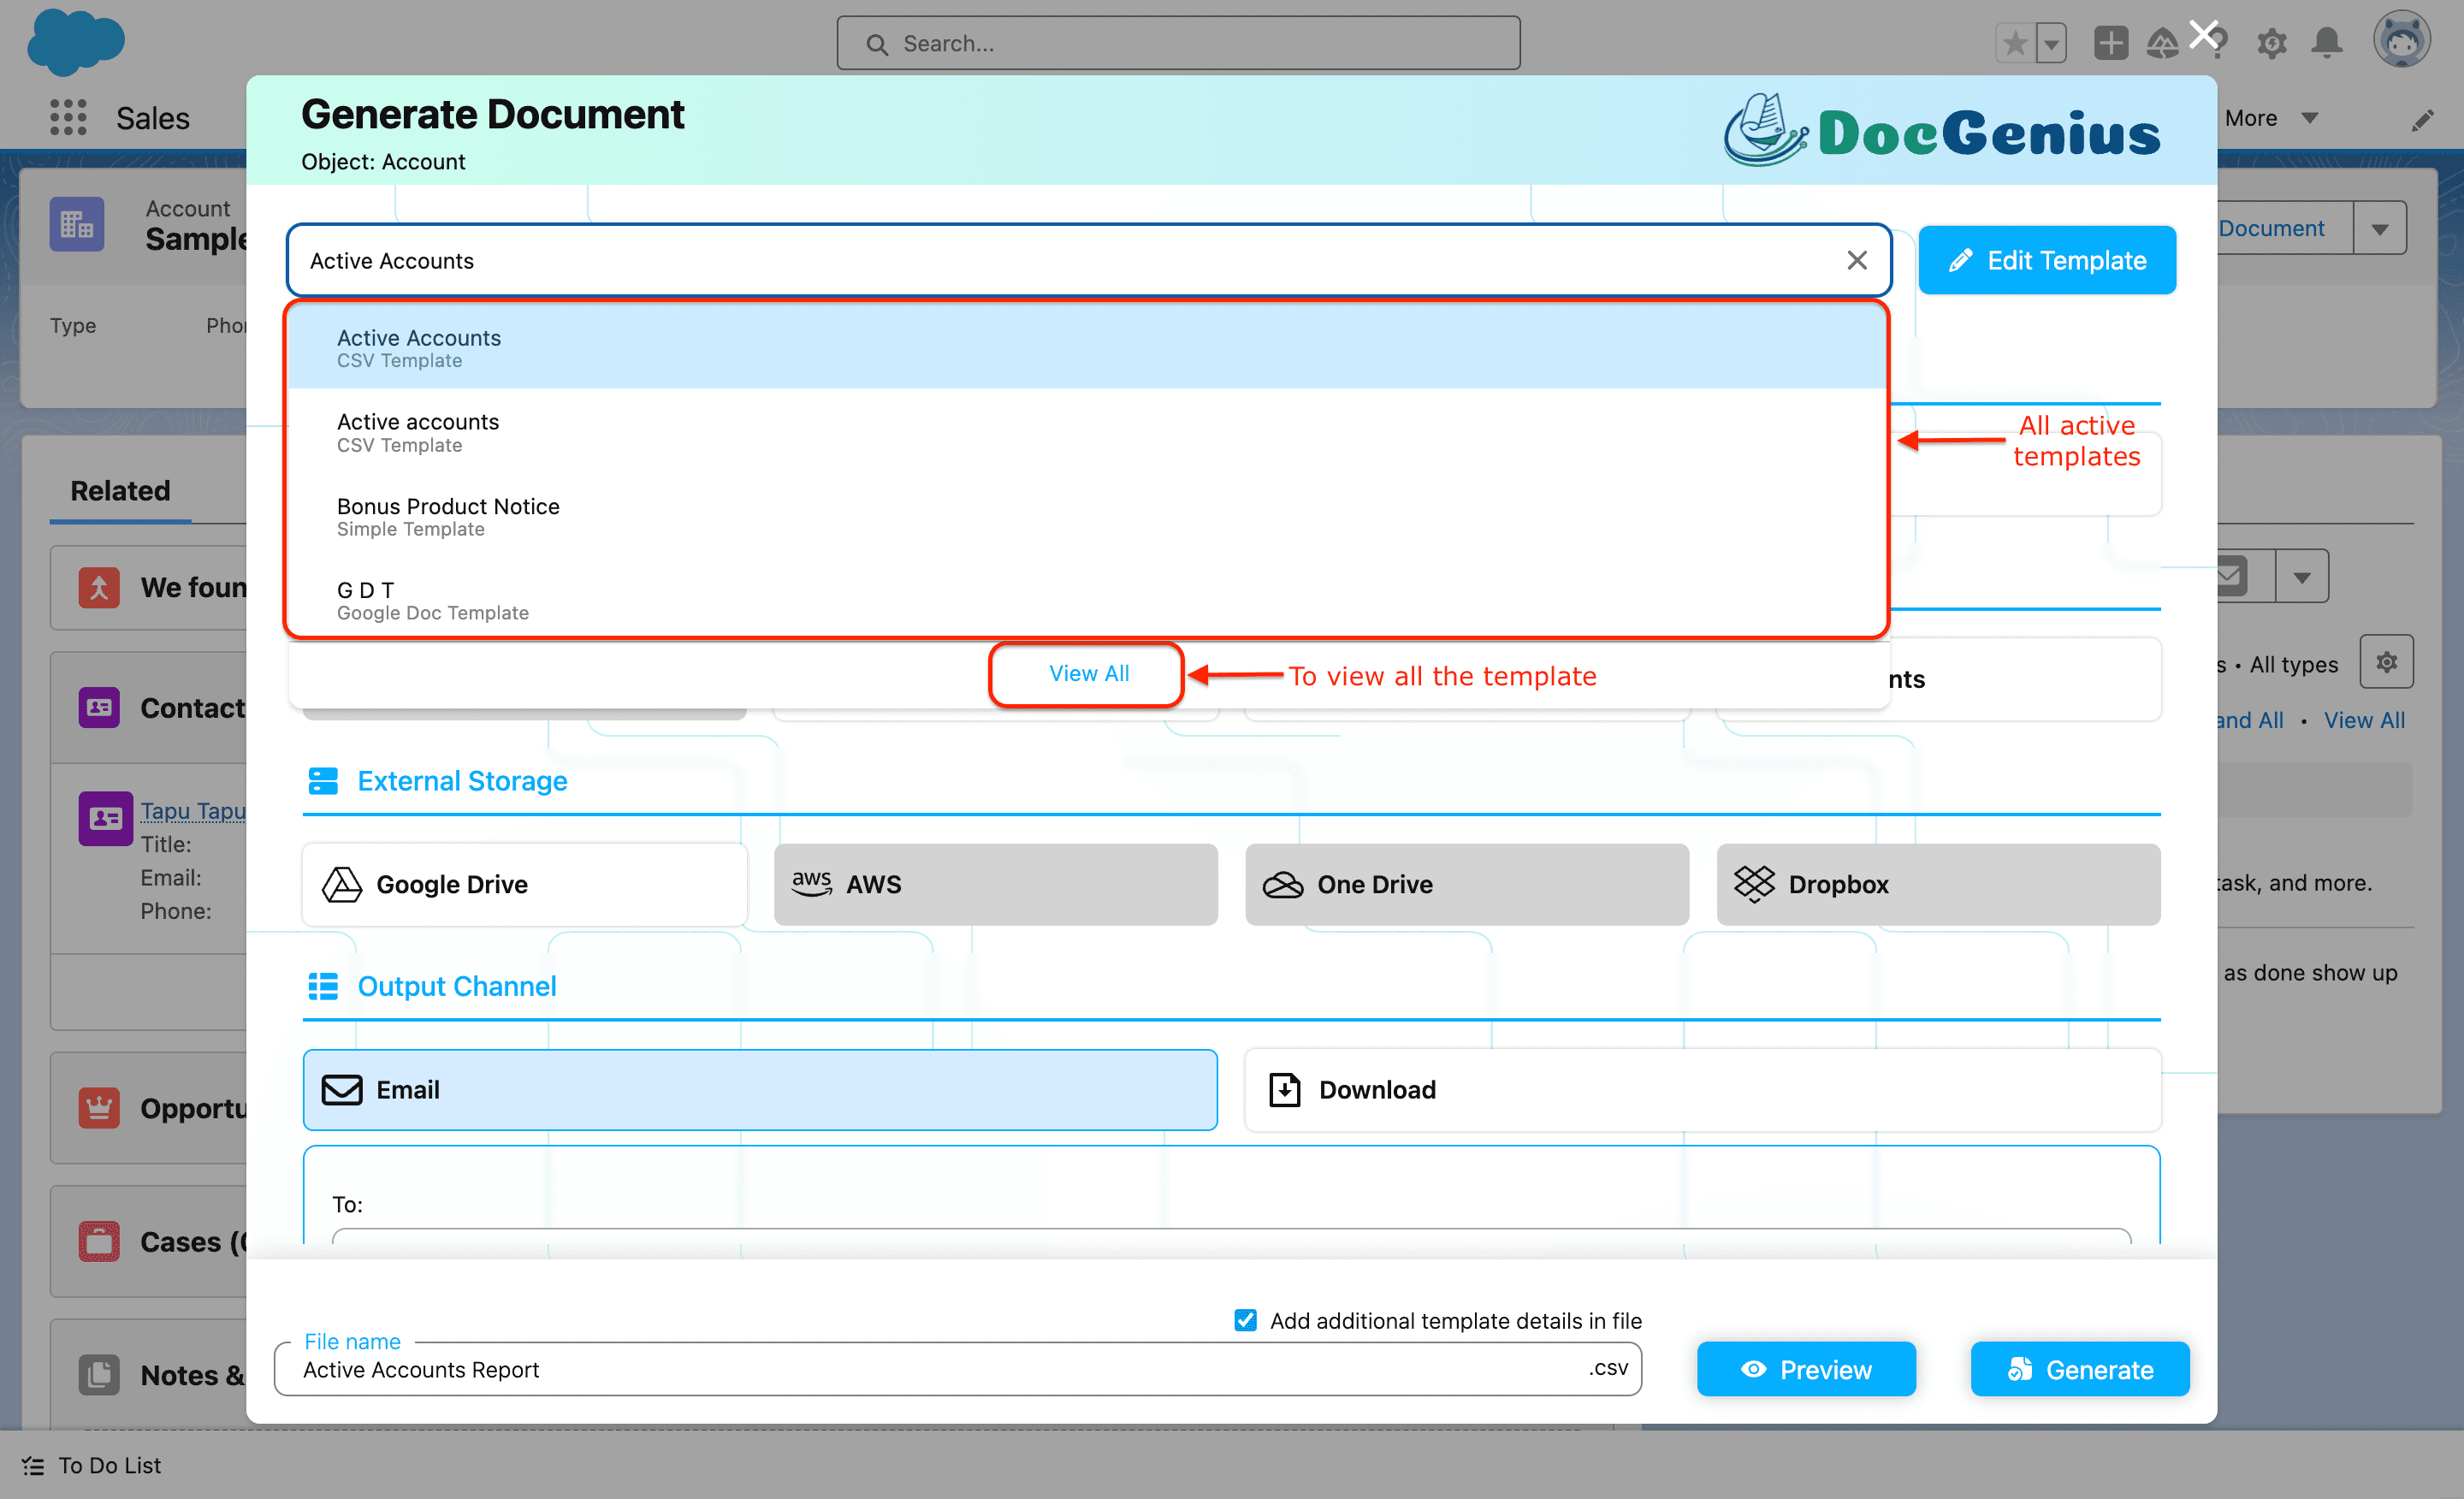 Search...
Sales
More
Generate Document
Object: Account
DocGenius
Account
Sample
Document
Active Accounts
Edit Template
Type
Active Accounts
CSV Template
Active accounts
CSV Template
All active
templates
Related
Bonus Product Notice
Simple Template
We foun
G D T
Google Doc Template
View All
To view all the template
nts
s • All types
Contact
and All • View All
External Storage
Tapu Tapu
Title:
Email:
Phone:
Google Drive
aws AWS
One Drive
Dropbox
task, and more.
Output Channel
as done show up
Email
Download
Opportu
To:
Cases (
Add additional template details in file
File name
Active Accounts Report
.csv
Preview
Generate
Notes &
To Do List